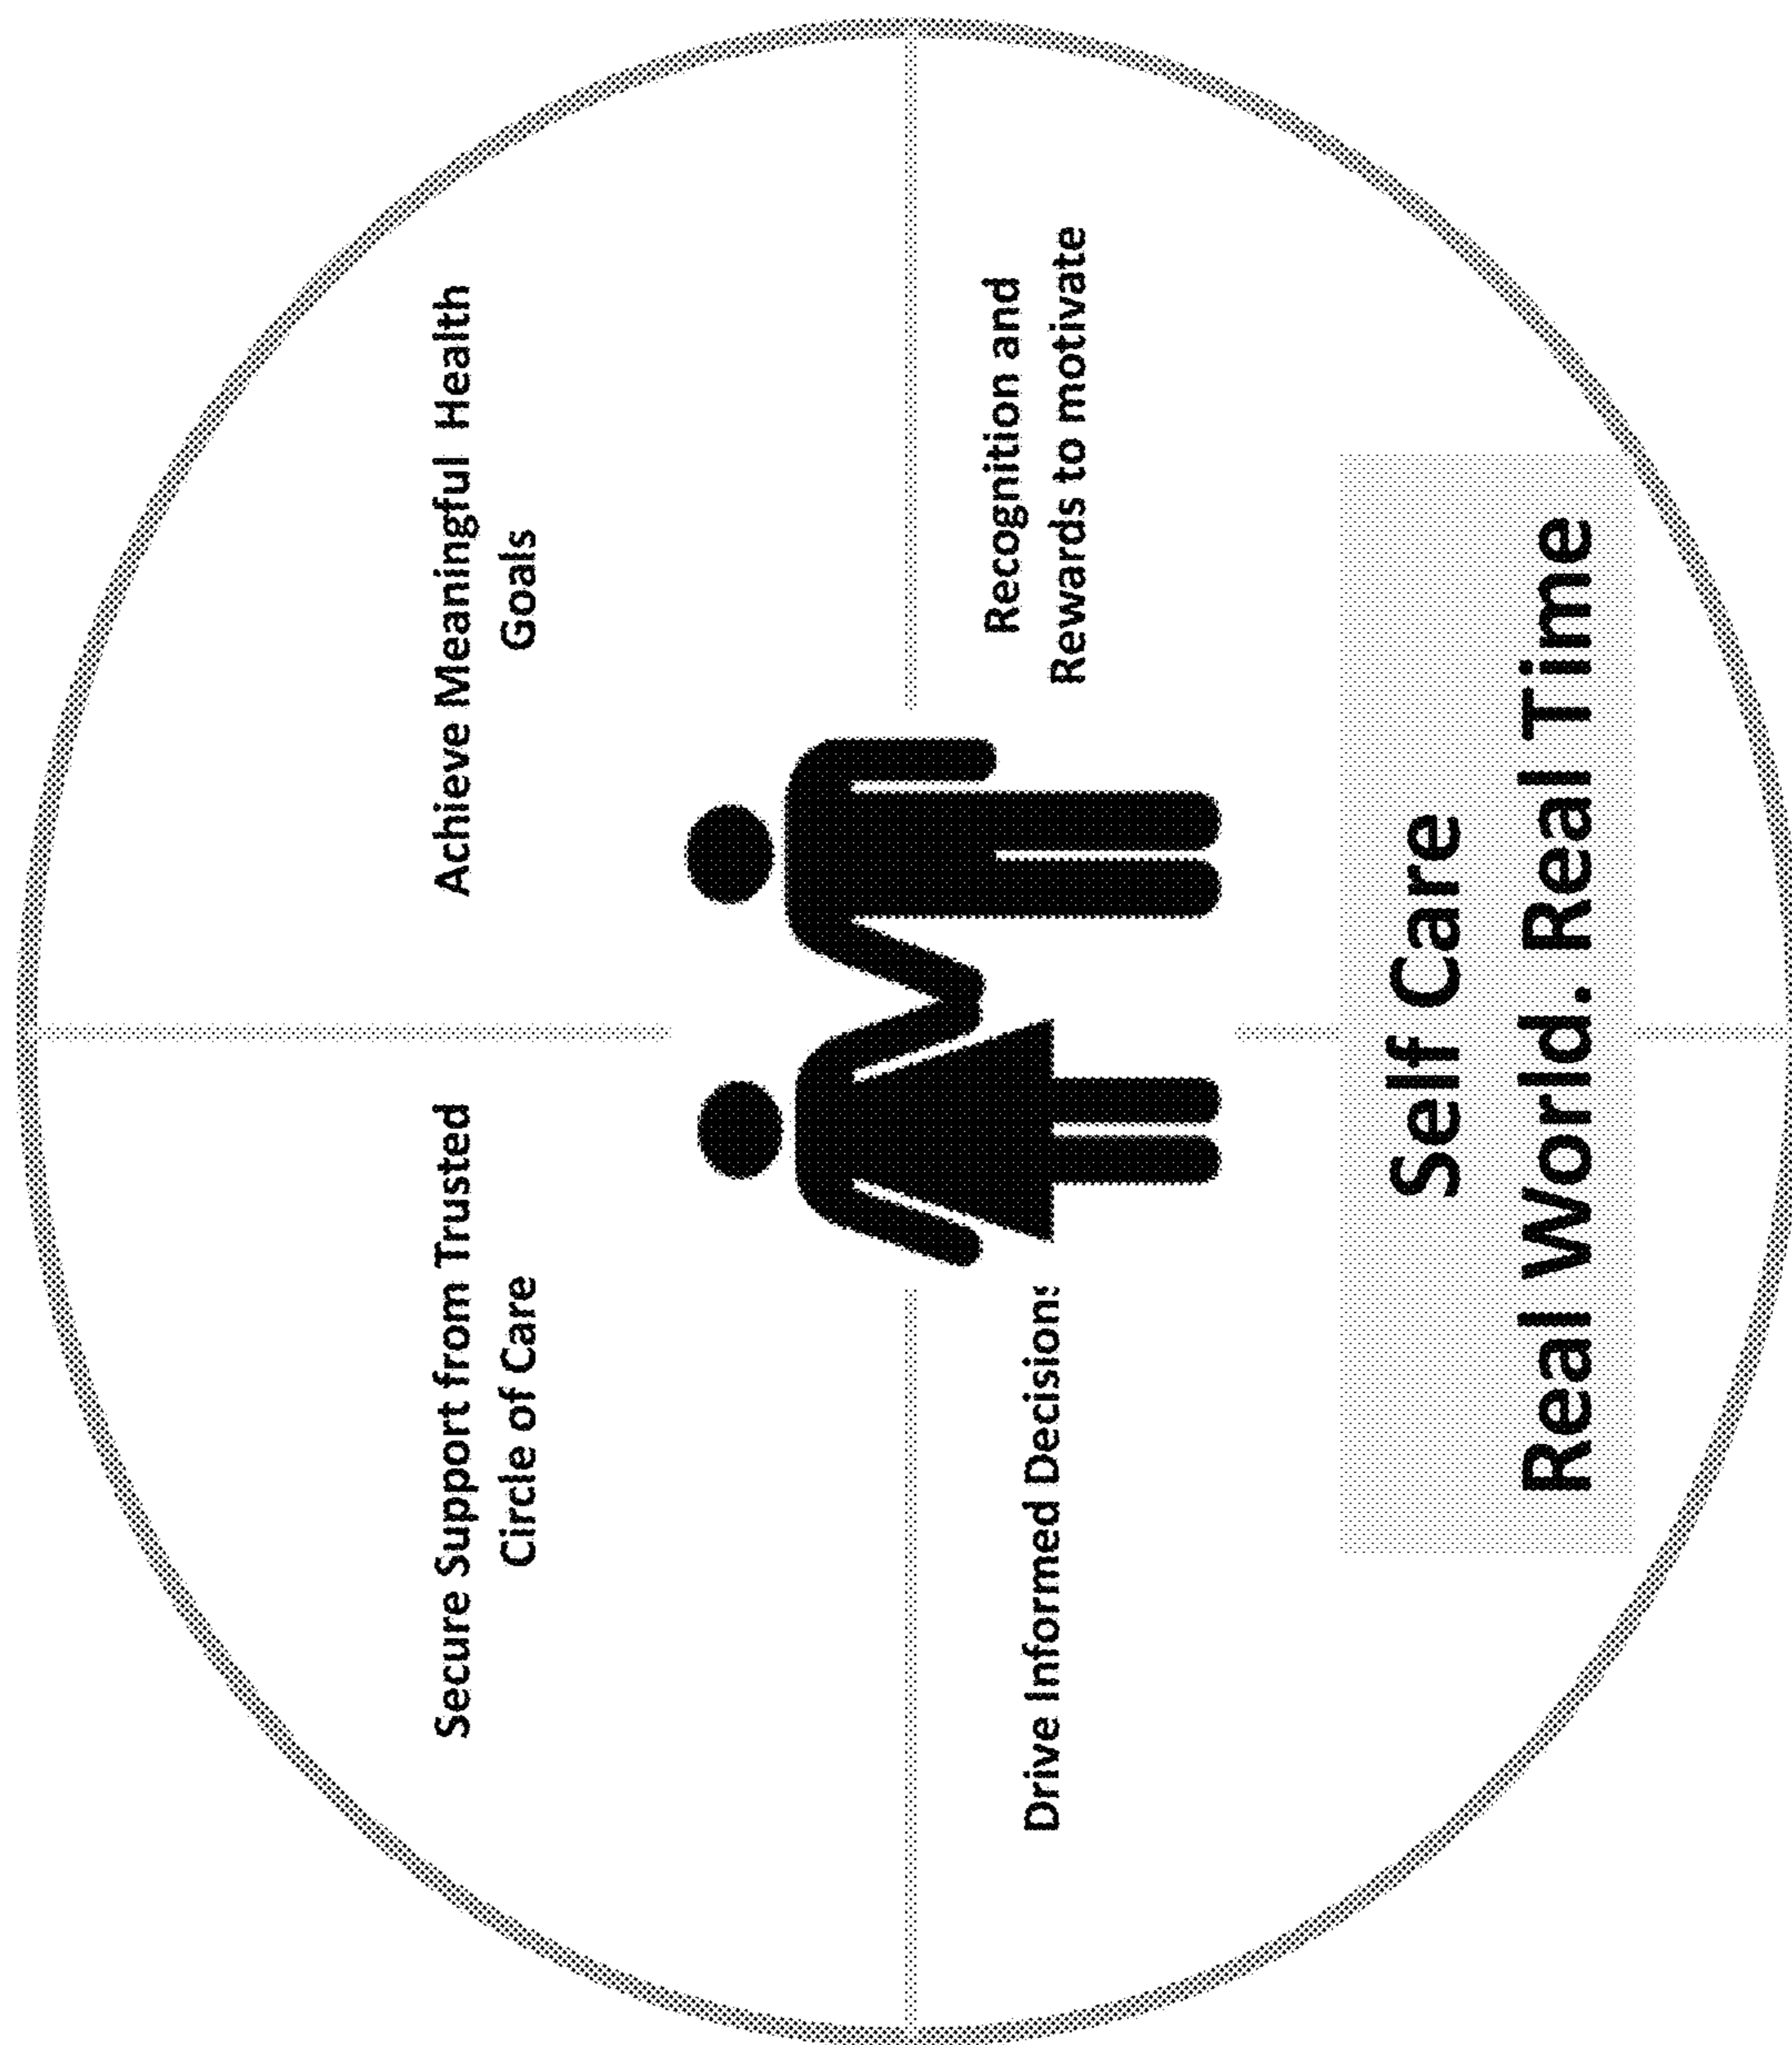 Secure Support from Trusted
Circle of Care
Achieve Meaningful Health
Goals
Drive Informed Decisions
Recognition and
Rewards to motivate
Self Care
Real World. Real Time